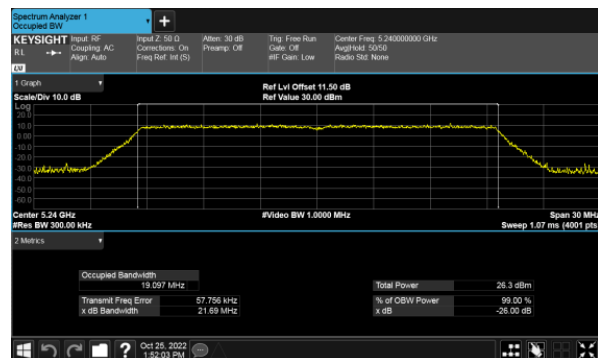 Spectrum Analyzer 1
Occupied BW
KEYSIGHT Input: RF Input Z: 50 Ω Atten: 30 dB Trig: Free Run Center Freq: 5.240000000 GHz
RL Coupling: AC Corrections: On Preamp: Off Gate: Off Avg|Hold: 50/50
Align: Auto Freq Ref: Int (S) #IF Gain: Low Radio Std: None
LXI
1 Graph Ref Lvl Offset 11.50 dB
Scale/Div 10.0 dB Ref Value 30.00 dBm
Log
20.0
10.0
0.00
-10.0
-20.0
-30.0
-40.0
-50.0
-60.0
Center 5.24 GHz #Video BW 1.0000 MHz Span 30 MHz
#Res BW 300.00 kHz Sweep 1.07 ms (4001 pts)
2 Metrics
Occupied Bandwidth
19.097 MHz Total Power 26.3 dBm
Transmit Freq Error 57.756 kHz % of OBW Power 99.00 %
x dB Bandwidth 21.69 MHz x dB -26.00 dB
Oct 25, 2022
1:52:03 PM